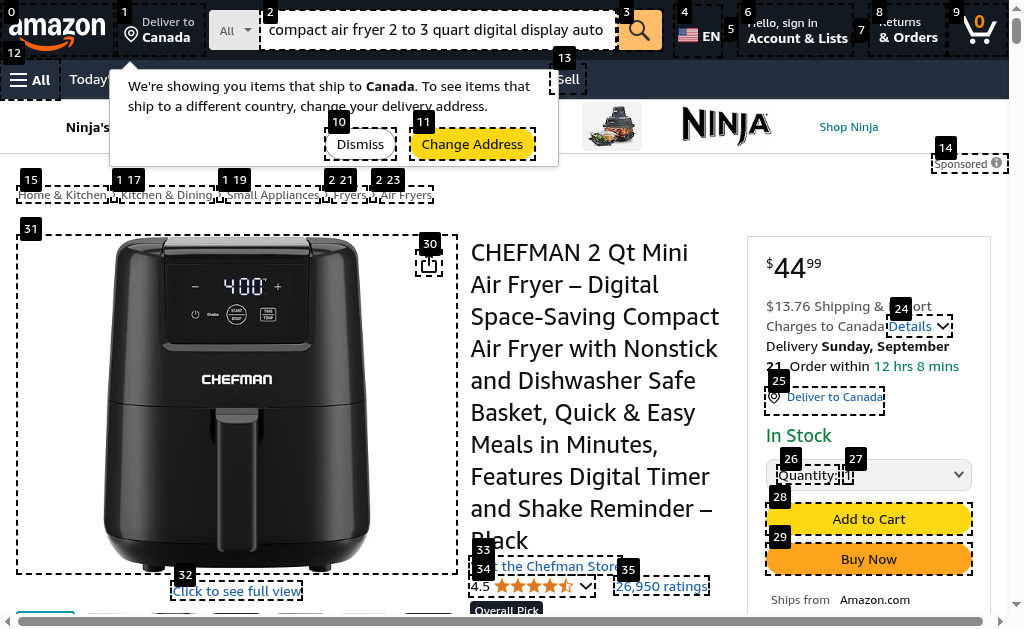 amazon
Deliver to
Canada
All
compact air fryer 2 to 3 quart digital display auto
EN
Hello, sign in
Account & Lists
Returns
& Orders
0
All
Today'
Sell
We're showing you items that ship to Canada. To see items that
ship to a different country, change your delivery address.
Dismiss
Change Address
Ninja's
NINJA
Shop Ninja
Sponsored
Home & Kitchen › Kitchen & Dining › Small Appliances › Fryers › Air Fryers
400°F
Shake
START
STOP
TIME
TEMP
CHEFMAN
Click to see full view
CHEFMAN 2 Qt Mini
Air Fryer – Digital
Space-Saving Compact
Air Fryer with Nonstick
and Dishwasher Safe
Basket, Quick & Easy
Meals in Minutes,
Features Digital Timer
and Shake Reminder –
Black
the Chefman Store
4.5
26,950 ratings
Overall Pick
$44.99
$13.76 Shipping &
Charges to Canada Details
Delivery Sunday, September
21. Order within 12 hrs 8 mins
Deliver to Canada
In Stock
Quantity: 1
Add to Cart
Buy Now
Ships from Amazon.com
0
1
2
3
4
5
6
7
8
9
10
11
12
13
14
15
1 17
1 19
2 21
2 23
24
25
26
27
28
29
30
31
32
33
34
35